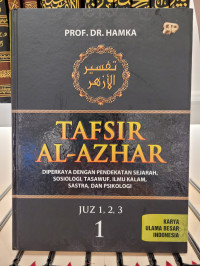 PROF. DR. HAMKA
تفسير
الأزهر
TAFSIR
AL-AZHAR
DIPERKAYA DENGAN PENDEKATAN SEJARAH,
SOSIOLOGI, TASAWUF, ILMU KALAM,
SASTRA, DAN PSIKOLOGI
JUZ 1, 2, 3
1
KARYA
ULAMA BESAR
INDONESIA